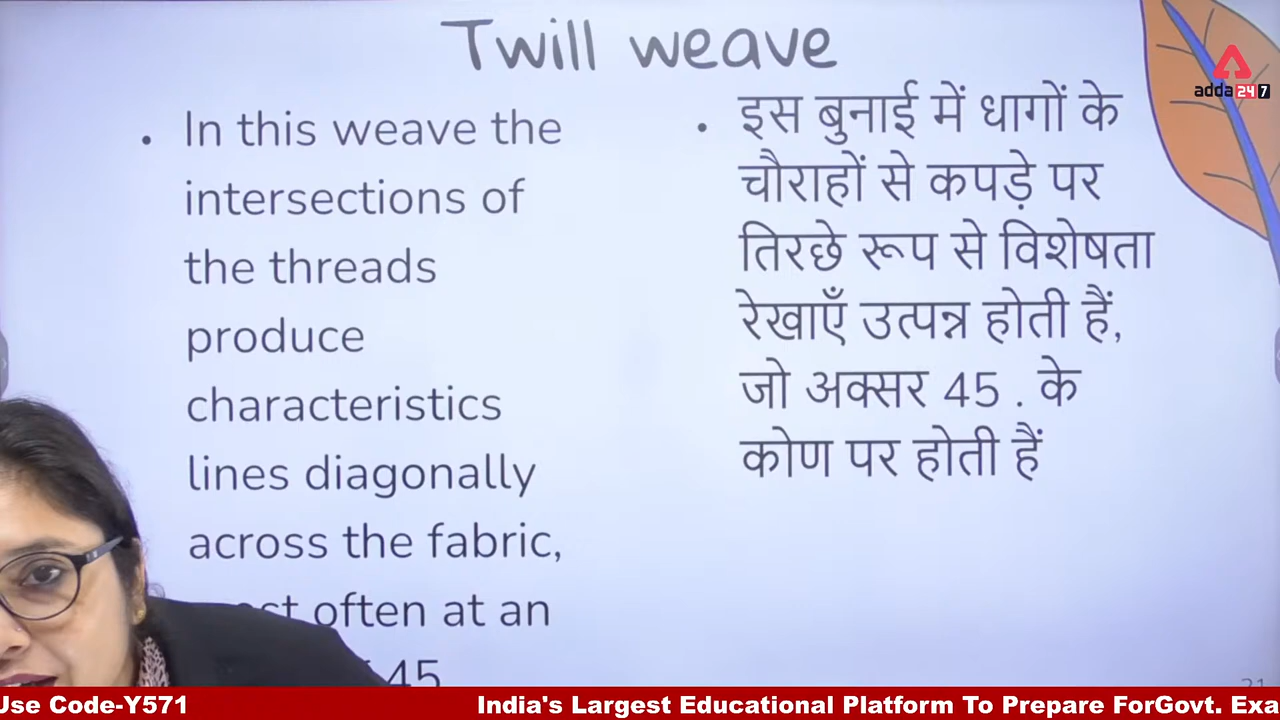 Twill weave
adda 24 7
• In this weave the
intersections of
the threads
produce
characteristics
lines diagonally
across the fabric,
often at an
45
• इस बुनाई में धागों के
चौराहों से कपड़े पर
तिरछे रूप से विशेषता
रेखाएँ उत्पन्न होती हैं,
जो अक्सर 45 . के
कोण पर होती हैं
Use Code-Y571 India's Largest Educational Platform To Prepare ForGovt. Exa